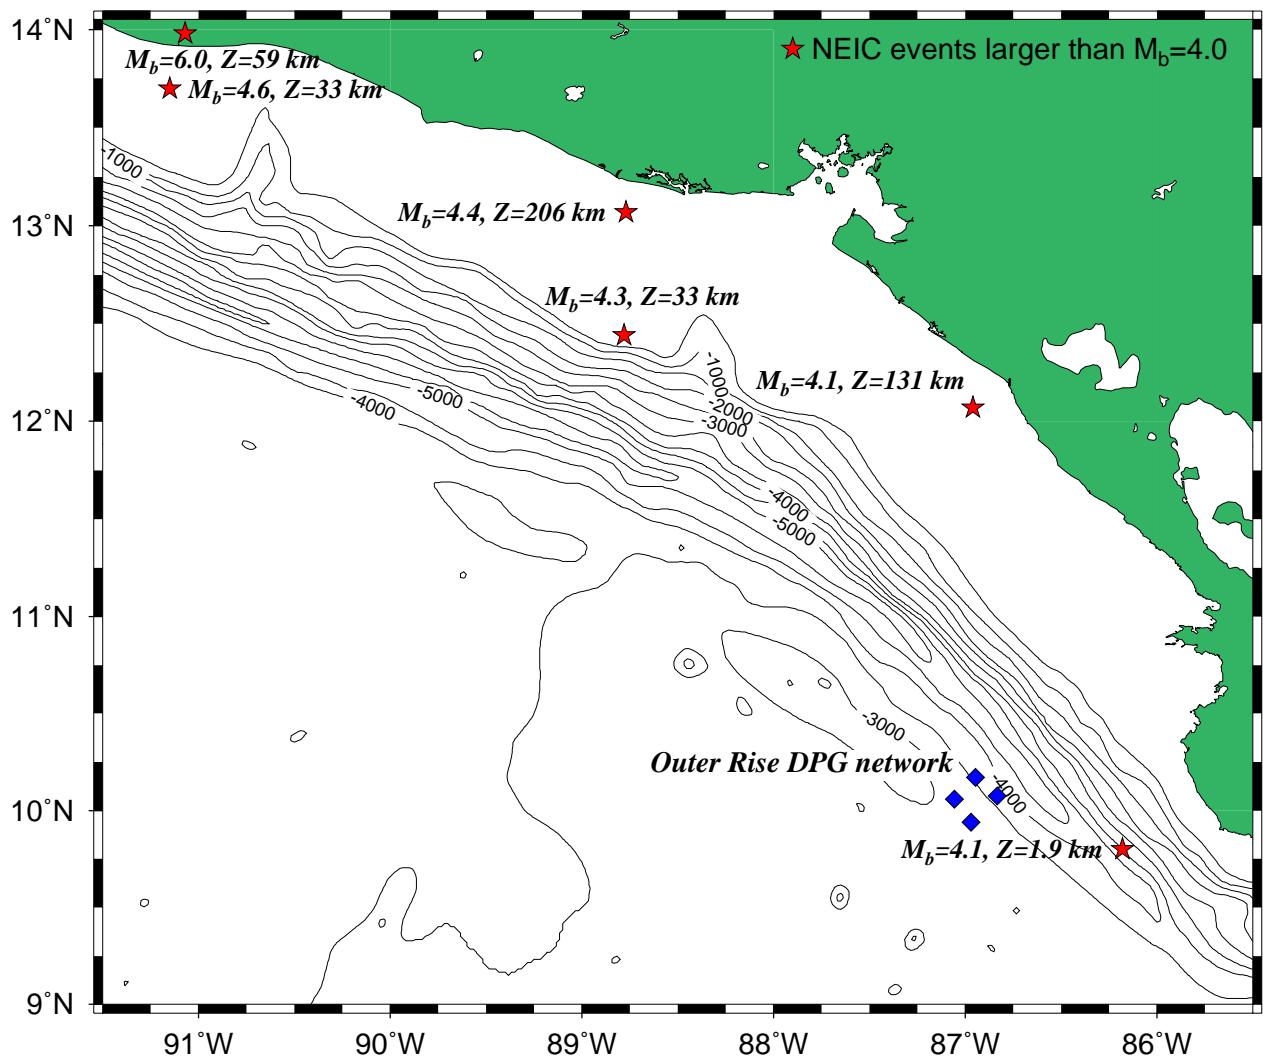 14°N
NEIC events larger than Mb=4.0
Mb=6.0, Z=59 km
Mb=4.6, Z=33 km
-1000
Mb=4.4, Z=206 km
13°N
Mb=4.3, Z=33 km
-1000
Mb=4.1, Z=131 km
-5000
-4000
-2000
-3000
12°N
-4000
-5000
11°N
-3000
Outer Rise DPG network
-4000
10°N
Mb=4.1, Z=1.9 km
9°N
91°W
90°W
89°W
88°W
87°W
86°W